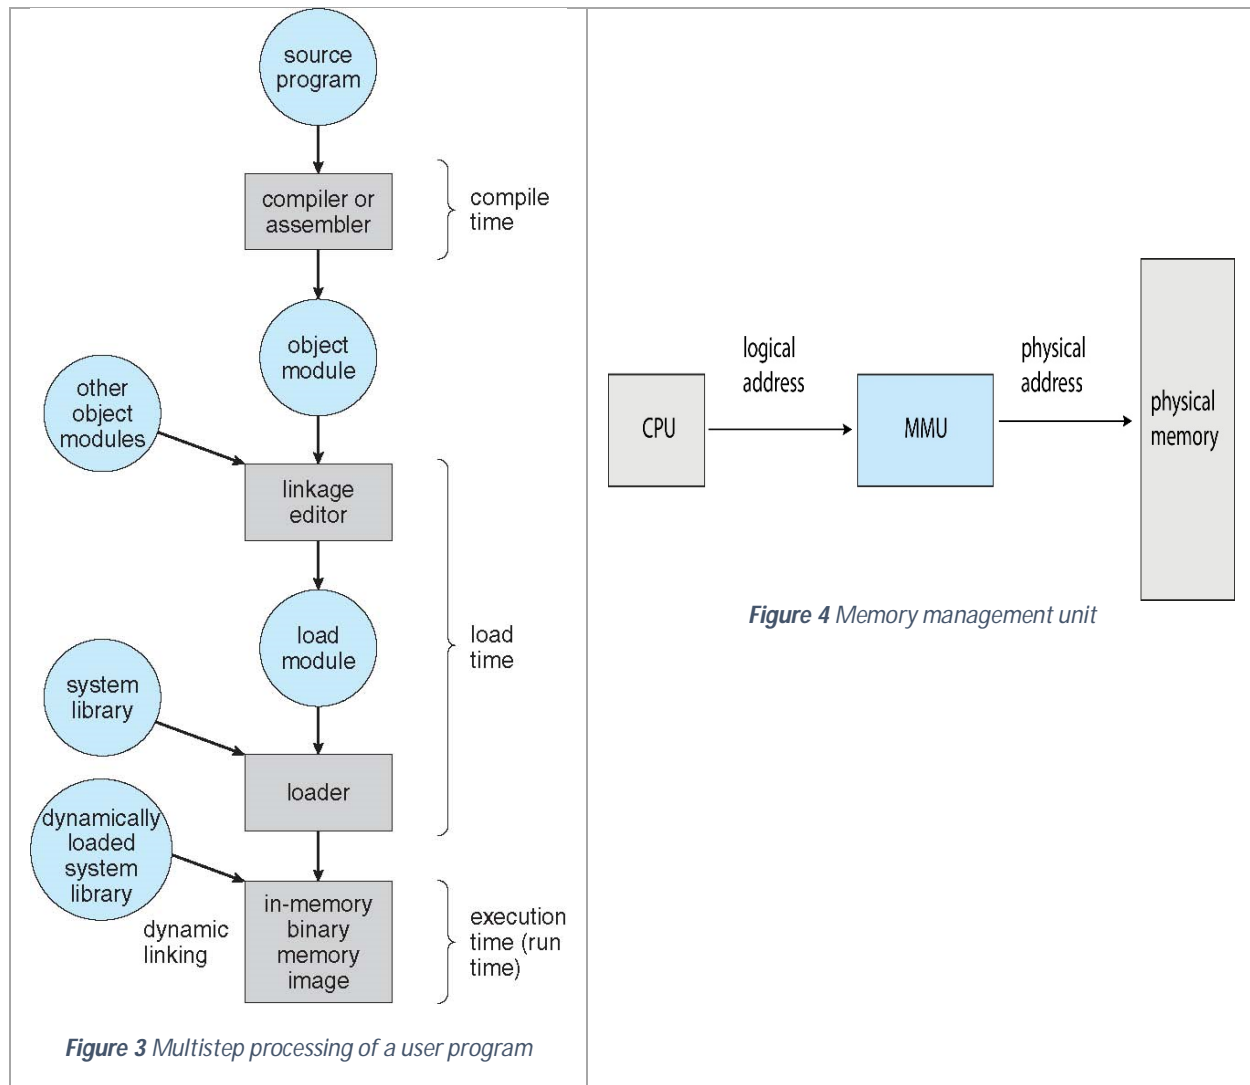 source
program
compiler or
assembler
compile
time
object
module
other
object
modules
linkage
editor
load
module
load
time
system
library
loader
dynamically
loaded
system
library
dynamic
linking
in-memory
binary
memory
image
execution
time (run
time)
Figure 3 Multistep processing of a user program
CPU
logical
address
MMU
physical
address
physical
memory
Figure 4 Memory management unit